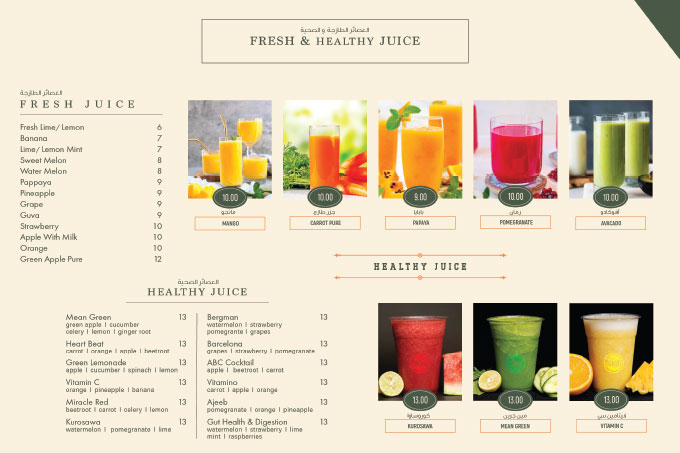 العصائر الطازجة و الصحية
FRESH & HEALTHY JUICE
العصائر الطازجة
FRESH JUICE
Fresh Lime/ Lemon 6
Banana 7
Lime/ Lemon Mint 7
Sweet Melon 8
Water Melon 8
Pappaya 9
Pineapple 9
Grape 9
Guva 9
Strawberry 10
Apple With Milk 10
Orange 10
Green Apple Pure 12
10.00 10.00 9.00 10.00 10.00
مانجو جزر طازج بابايا رمان أفوكادو
MANGO CARROT PURE PAPAYA POMEGRANATE AVACADO
HEALTHY JUICE
العصائر الصحية
HEALTHY JUICE
Mean Green 13
green apple I cucumber
celery I lemon I ginger root
Heart Beat 13
carrot I orange I apple I beetroot
Green Lemonade 13
apple I cucumber I spinach I lemon
Vitamin C 13
orange I pineapple I banana
Miracle Red 13
beetroot I carrot I celery I lemon
Kurosawa 13
watermelon I pomegranate I lime
Bergman 13
watermelon I strawberry
pomegrante I grapes
Barcelona 13
grapes I strawberry I pomegranate
ABC Cocktail 13
apple I beetroot I carrot
Vitamino 13
carrot I apple I orange
Ajeeb 13
pomegranate I orange I pineapple
Gut Health & Digestion 13
watermelon I strawberry I lime
mint I raspberries
13.00 13.00 13.00
كوروساوا مين جرين فيتامين سي
KUROSAWA MEAN GREEN VITAMIN C